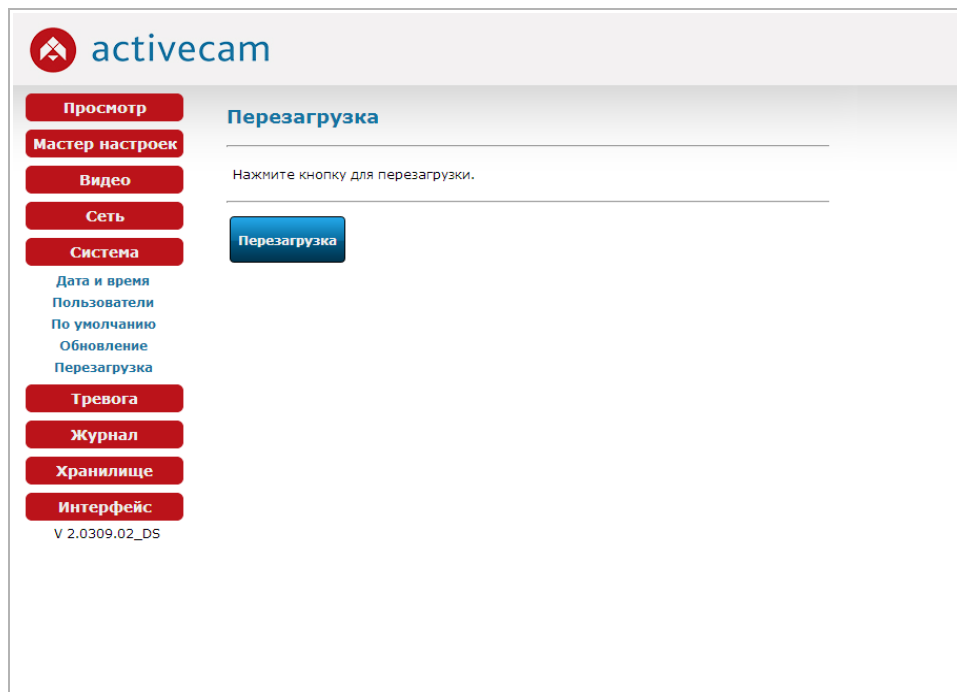 activecam
Просмотр
Мастер настроек
Видео
Сеть
Система
Дата и время
Пользователи
По умолчанию
Обновление
Перезагрузка
Тревога
Журнал
Хранилище
Интерфейс
V 2.0309.02_DS
Перезагрузка
Нажмите кнопку для перезагрузки.
Перезагрузка